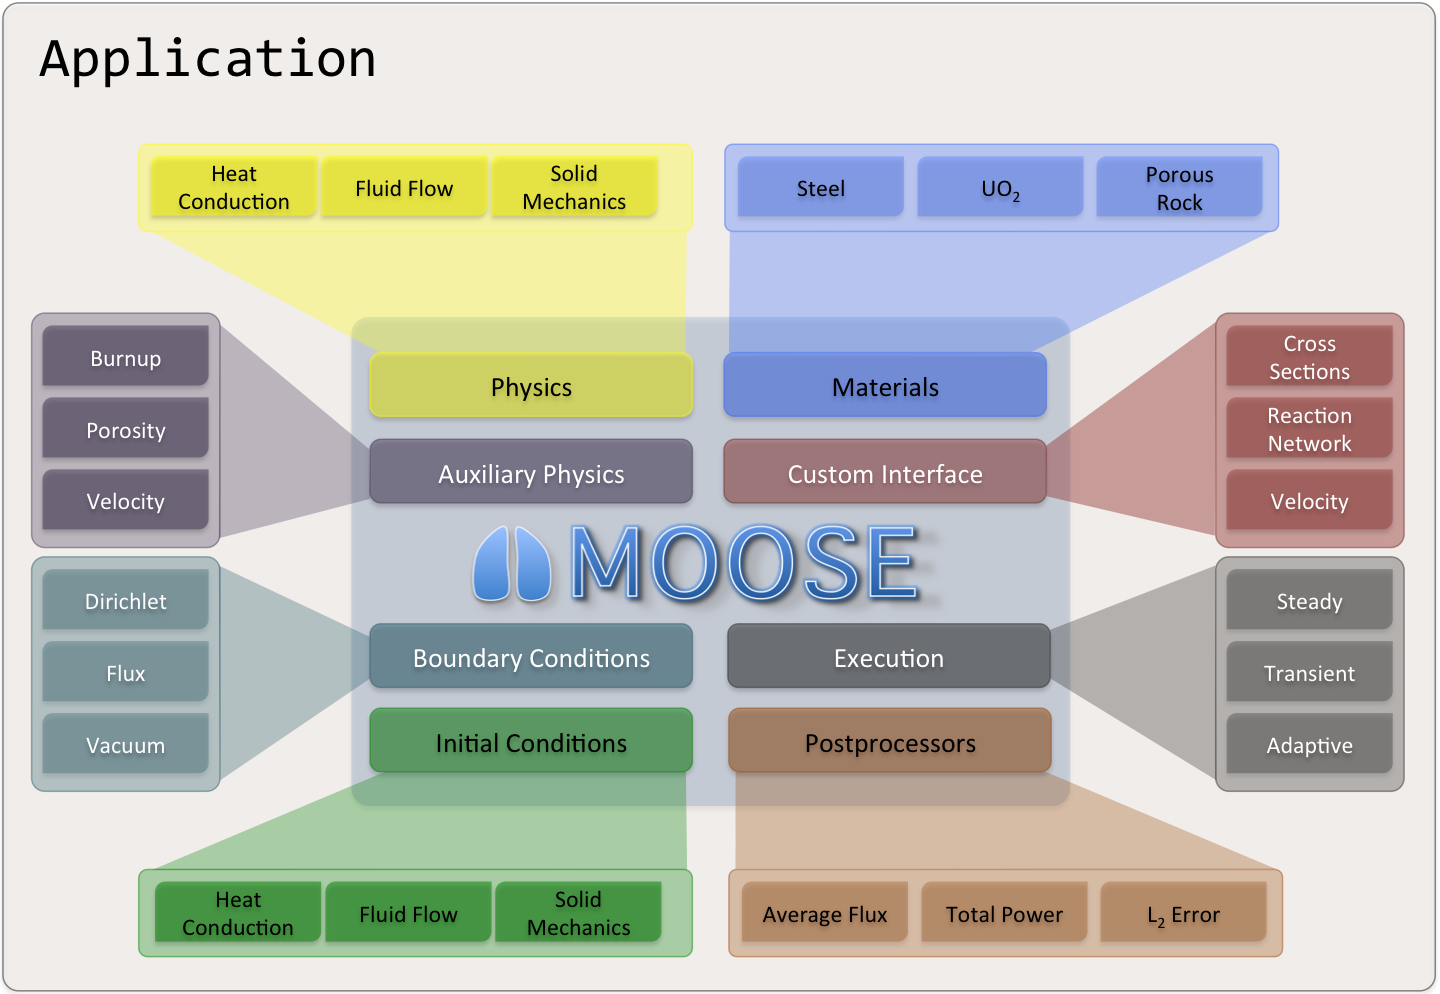 Application
Heat
Conduction
Fluid Flow
Solid
Mechanics
Steel
UO₂
Porous
Rock
Burnup
Porosity
Velocity
Physics
Materials
Auxiliary Physics
Custom Interface
Cross
Sections
Reaction
Network
Velocity
MOOSE
Dirichlet
Flux
Vacuum
Boundary Conditions
Execution
Initial Conditions
Postprocessors
Steady
Transient
Adaptive
Heat
Conduction
Fluid Flow
Solid
Mechanics
Average Flux
Total Power
L₂ Error